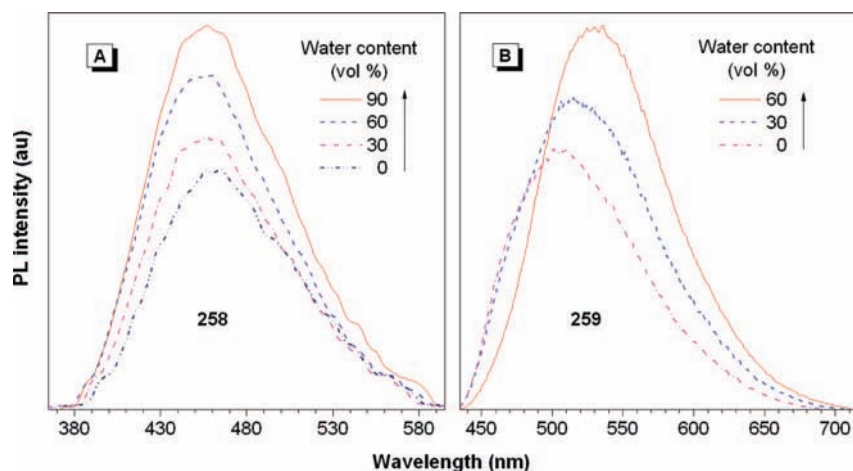 A
Water content
(vol %)
90
60
30
0
258
B
Water content
(vol %)
60
30
0
259
PL intensity (au)
380 430 480 530 580
450 500 550 600 650 700
Wavelength (nm)